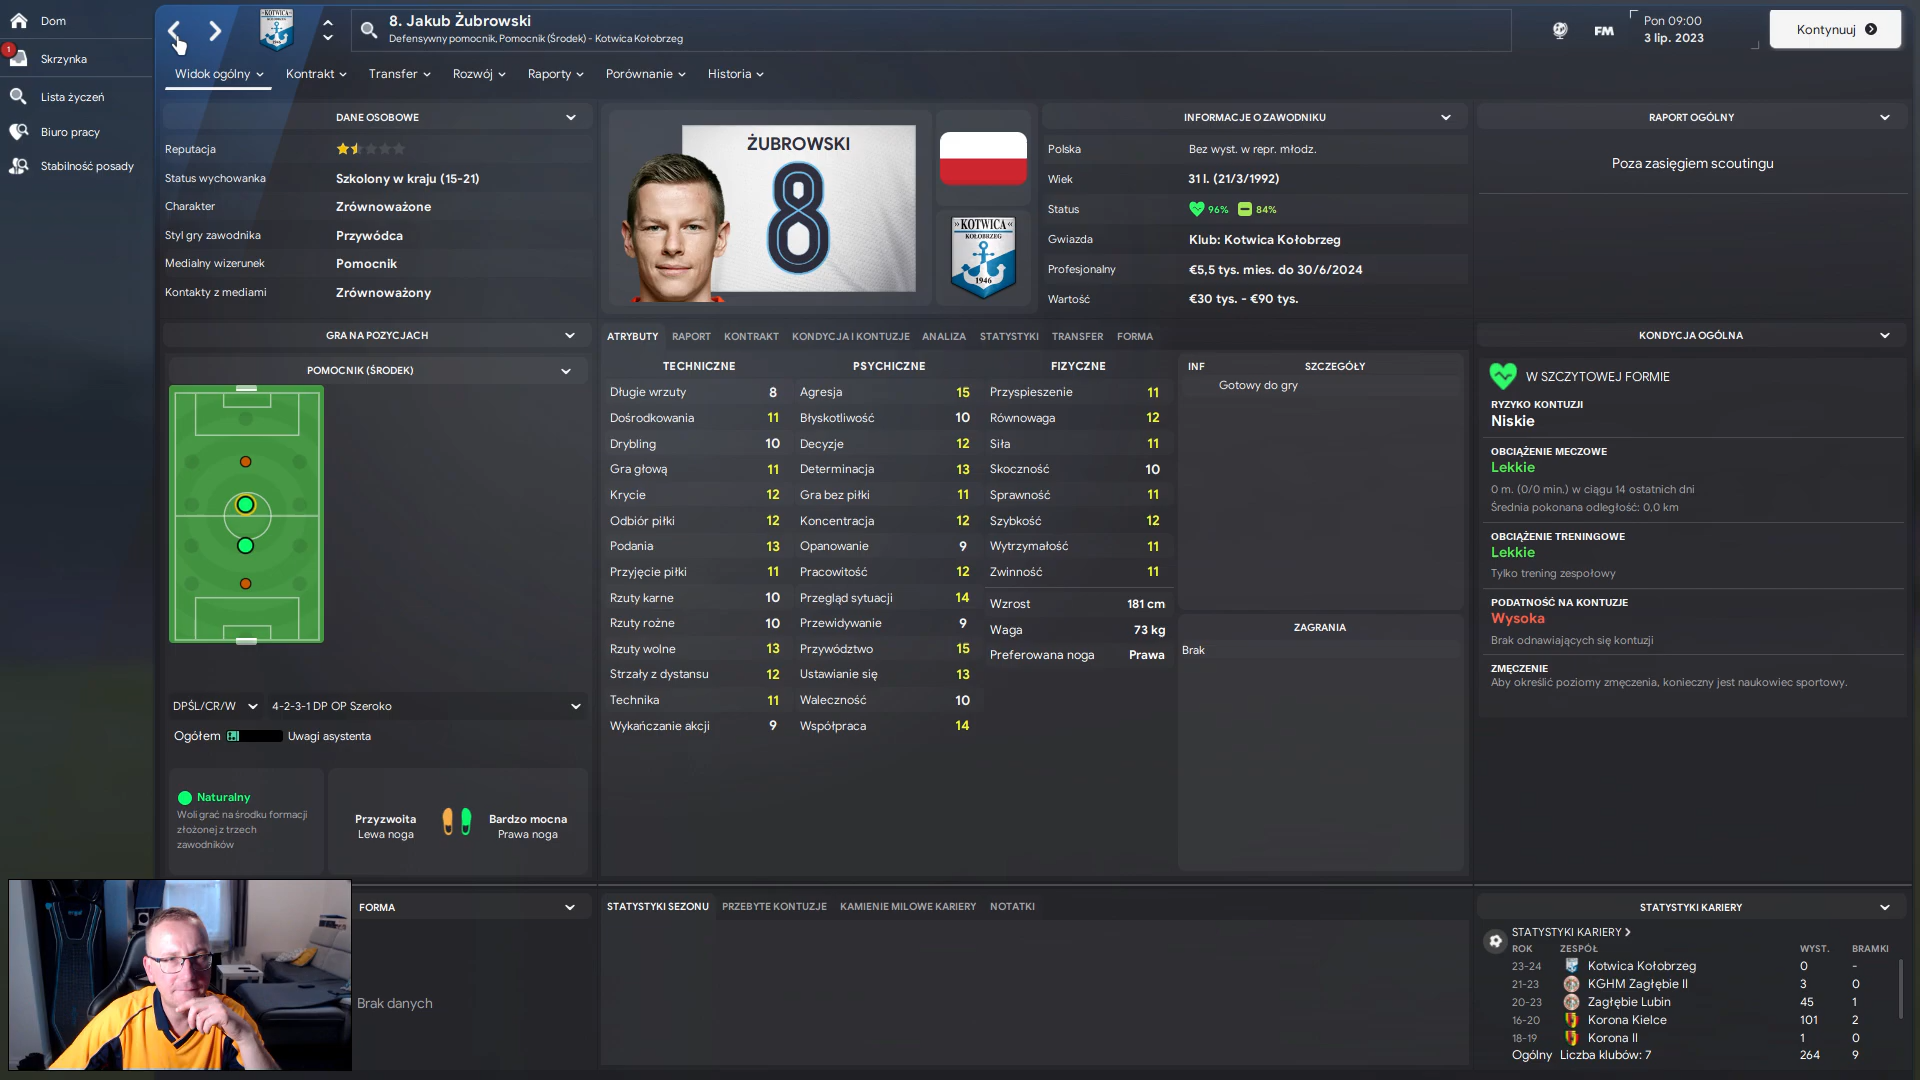 Dom
1
Skrzynka
Lista życzeń
Biuro pracy
Stabilność posady
8. Jakub Żubrowski
Defensywny pomocnik, Pomocnik (Środek) - Kotwica Kołobrzeg
FM
Pon 09:00
3 lip. 2023
Kontynuuj
Widok ogólny
Kontrakt
Transfer
Rozwój
Raporty
Porównanie
Historia
DANE OSOBOWE
Reputacja
Status wychowanka Szkolony w kraju (15-21)
Charakter Zrównoważone
Styl gry zawodnika Przywódca
Medialny wizerunek Pomocnik
Kontakty z mediami Zrównoważony
ŻUBROWSKI
8
KOTWICA
KOŁOBRZEG
1946
INFORMACJE O ZAWODNIKU
Polska Bez wyst. w repr. młodz.
Wiek 31 l. (21/3/1992)
Status 96% 84%
Gwiazda Klub: Kotwica Kołobrzeg
Profesjonalny €5,5 tys. mies. do 30/6/2024
Wartość €30 tys. - €90 tys.
RAPORT OGÓLNY
Poza zasięgiem scoutingu
GRA NA POZYCJACH
POMOCNIK (ŚRODEK)
DPŚL/CR/W 4-2-3-1 DP OP Szeroko
Ogółem Uwagi asystenta
Naturalny
Woli grać na środku formacji
złożonej z trzech
zawodników
Przyzwoita
Lewa noga
Bardzo mocna
Prawa noga
ATRYBUTY RAPORT KONTRAKT KONDYCJA I KONTUZJE ANALIZA STATYSTYKI TRANSFER FORMA
TECHNICZNE
Długie wrzuty 8
Dośrodkowania 11
Drybling 10
Gra głową 11
Krycie 12
Odbiór piłki 12
Podania 13
Przyjęcie piłki 11
Rzuty karne 10
Rzuty rożne 10
Rzuty wolne 13
Strzały z dystansu 12
Technika 11
Wykańczanie akcji 9
PSYCHICZNE
Agresja 15
Błyskotliwość 10
Decyzje 12
Determinacja 13
Gra bez piłki 11
Koncentracja 12
Opanowanie 9
Pracowitość 12
Przegląd sytuacji 14
Przewidywanie 9
Przywództwo 15
Ustawianie się 13
Waleczność 10
Współpraca 14
FIZYCZNE
Przyspieszenie 11
Równowaga 12
Siła 11
Skoczność 10
Sprawność 11
Szybkość 12
Wytrzymałość 11
Zwinność 11
Wzrost 181 cm
Waga 73 kg
Preferowana noga Prawa
INF SZCZEGÓŁY
Gotowy do gry
ZAGRANIA
Brak
KONDYCJA OGÓLNA
W SZCZYTOWEJ FORMIE
RYZYKO KONTUZJI
Niskie
OBCIĄŻENIE MECZOWE
Lekkie
0 m. (0/0 min.) w ciągu 14 ostatnich dni
Średnia pokonana odległość: 0,0 km
OBCIĄŻENIE TRENINGOWE
Lekkie
Tylko trening zespołowy
PODATNOŚĆ NA KONTUZJE
Wysoka
Brak odnawiających się kontuzji
ZMĘCZENIE
Aby określić poziomy zmęczenia, konieczny jest naukowiec sportowy.
FORMA
Brak danych
STATYSTYKI SEZONU PRZEBYTE KONTUZJE KAMIENIE MILOWE KARIERY NOTATKI
STATYSTYKI KARIERY
STATYSTYKI KARIERY
ROK ZESPÓŁ WYST. BRAMKI
23-24 Kotwica Kołobrzeg 0 -
21-23 KGHM Zagłębie II 3 0
20-23 Zagłębie Lubin 45 1
16-20 Korona Kielce 101 2
18-19 Korona II 1 0
Ogólny Liczba klubów: 7 264 9